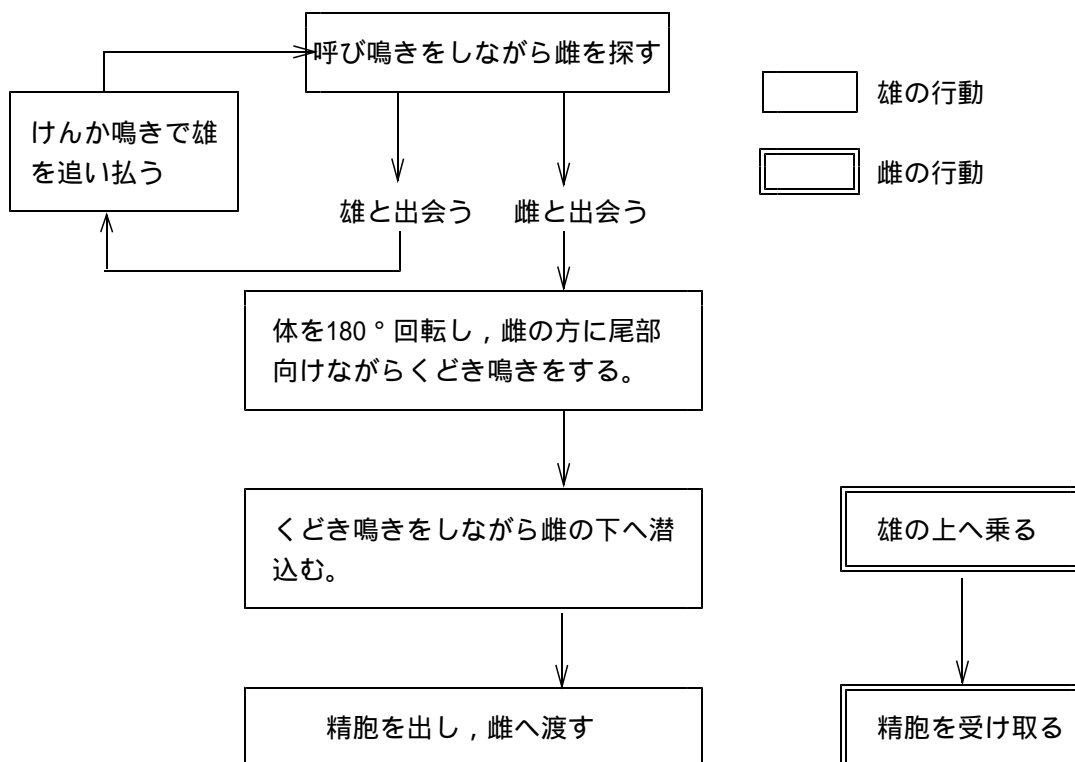 呼び鳴きをしながら雌を探す
雄の行動
けんか鳴きで雄
を追い払う
雌の行動
雄と出会う
雌と出会う
体を180°回転し，雌の方に尾部
向けながらくどき鳴きをする。
くどき鳴きをしながら雌の下へ潜
込む。
雄の上へ乗る
精胞を出し，雌へ渡す
精胞を受け取る